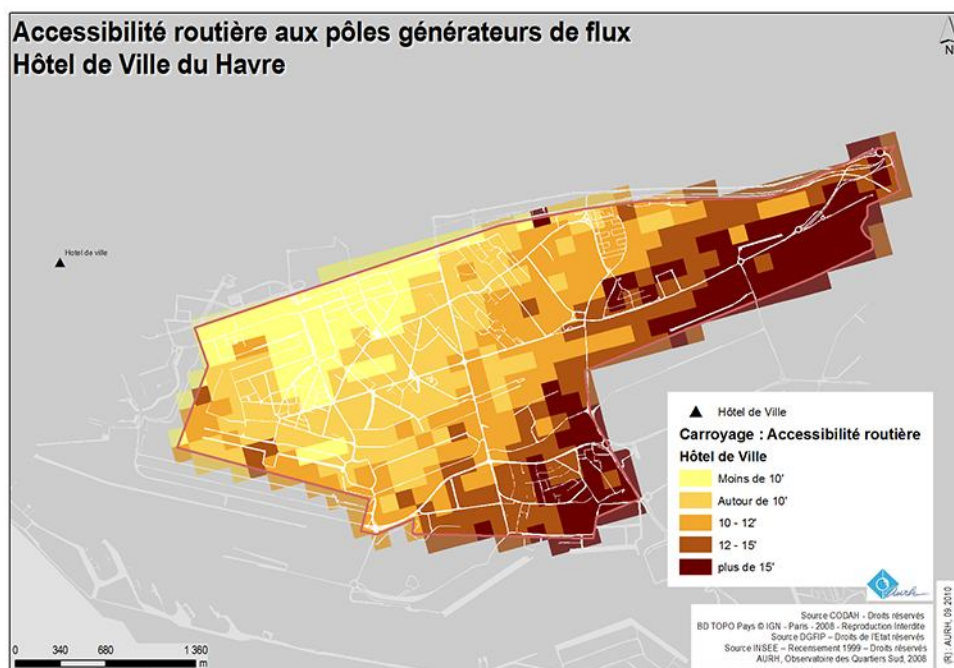 Accessibilité routière aux pôles générateurs de flux
Hôtel de Ville du Havre
N
Hotel de ville
Hôtel de Ville
Carroyage : Accessibilité routière
Hôtel de Ville
Moins de 10'
Autour de 10'
10 - 12'
12 - 15'
plus de 15'
aurh
Source CODAH - Droits réservés
BD TOPO Pays © IGN - Paris - 2008 - Reproduction Interdite
Source DGFIP – Droits de l'Etat réservés
Source INSEE – Recensement 1999 – Droits réservés
AURH, Observatoire des Quartiers Sud, 2008
(R) : AURH, 09.2010
0 340 680 1 360
m